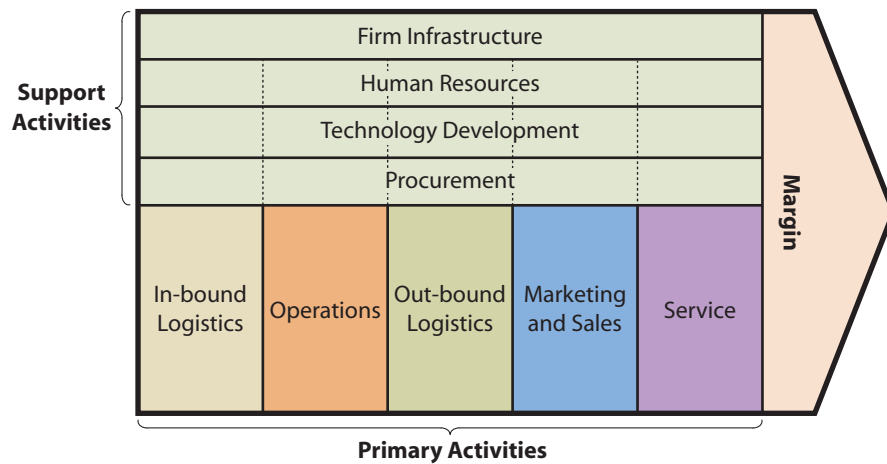 Firm Infrastructure
Human Resources
Technology Development
Procurement
Support
Activities
In-bound
Logistics
Operations
Out-bound
Logistics
Marketing
and Sales
Service
Margin
Primary Activities